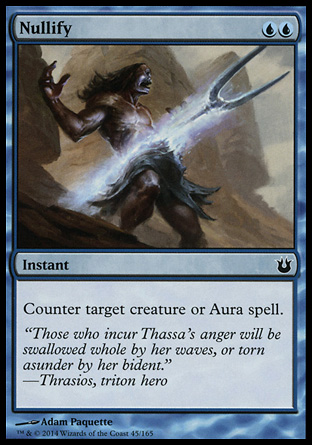 Nullify
Instant
Counter target creature or Aura spell.
“Those who incur Thassa’s anger will be
swallowed whole by her waves, or torn
asunder by her bident.”
—Thrasios, triton hero
Adam Paquette
™ & © 2014 Wizards of the Coast 45/165